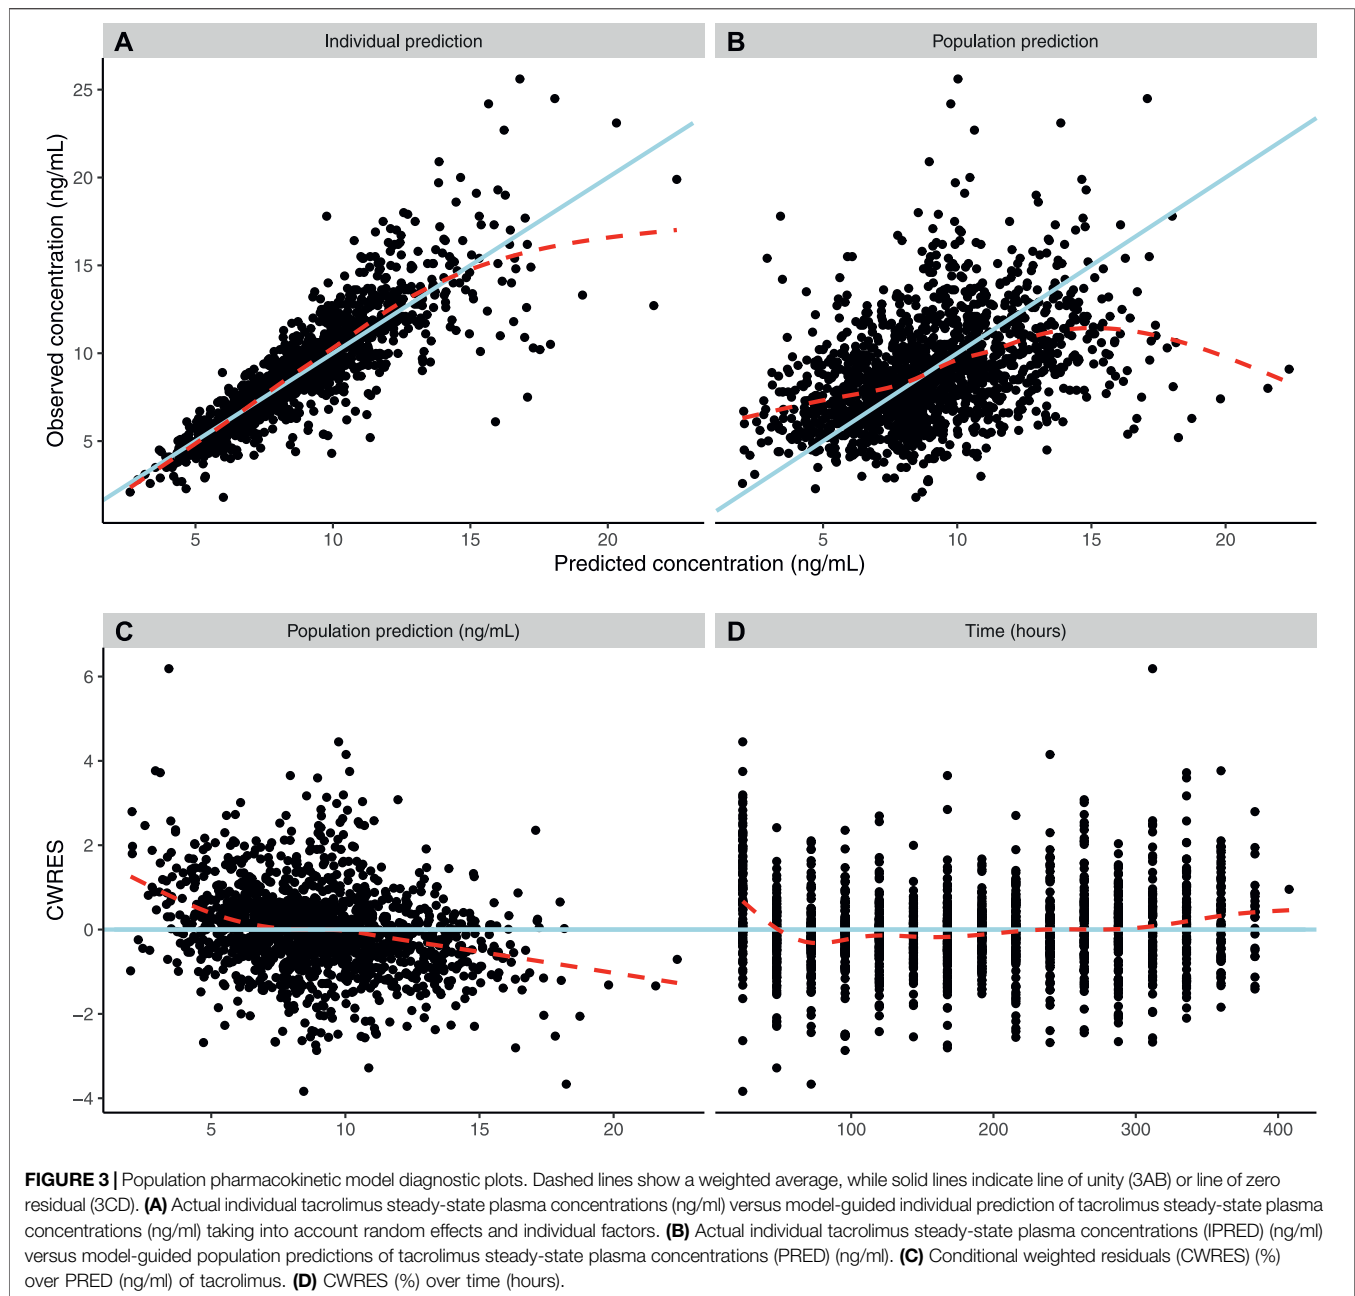 A Individual prediction
B Population prediction
25
20
15
10
5
Observed concentration (ng/mL)
5 10 15 20
5 10 15 20
Predicted concentration (ng/mL)
C Population prediction (ng/mL)
D Time (hours)
6
4
2
0
−2
−4
CWRES
5 10 15 20
100 200 300 400
FIGURE 3 | Population pharmacokinetic model diagnostic plots. Dashed lines show a weighted average, while solid lines indicate line of unity (3AB) or line of zero
residual (3CD). (A) Actual individual tacrolimus steady-state plasma concentrations (ng/ml) versus model-guided individual prediction of tacrolimus steady-state plasma
concentrations (ng/ml) taking into account random effects and individual factors. (B) Actual individual tacrolimus steady-state plasma concentrations (IPRED) (ng/ml)
versus model-guided population predictions of tacrolimus steady-state plasma concentrations (PRED) (ng/ml). (C) Conditional weighted residuals (CWRES) (%)
over PRED (ng/ml) of tacrolimus. (D) CWRES (%) over time (hours).